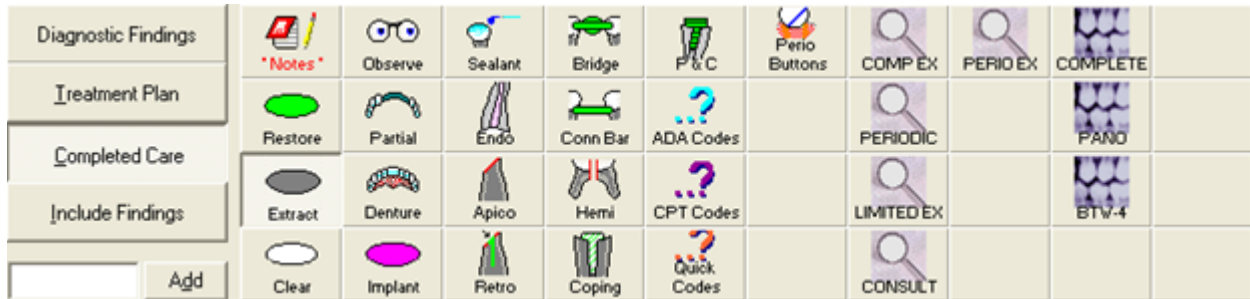 Diagnostic Findings
Treatment Plan
Completed Care
Include Findings
Add
*Notes*
Observe
Sealant
Bridge
P & C
Perio
Buttons
COMP EX
PERIO EX
COMPLETE
Restore
Partial
Endo
Conn Bar
ADA Codes
PERIODIC
PANO
Extract
Denture
Apico
Hemi
CPT Codes
LIMITED EX
BTW-4
Clear
Implant
Retro
Coping
Quick
Codes
CONSULT